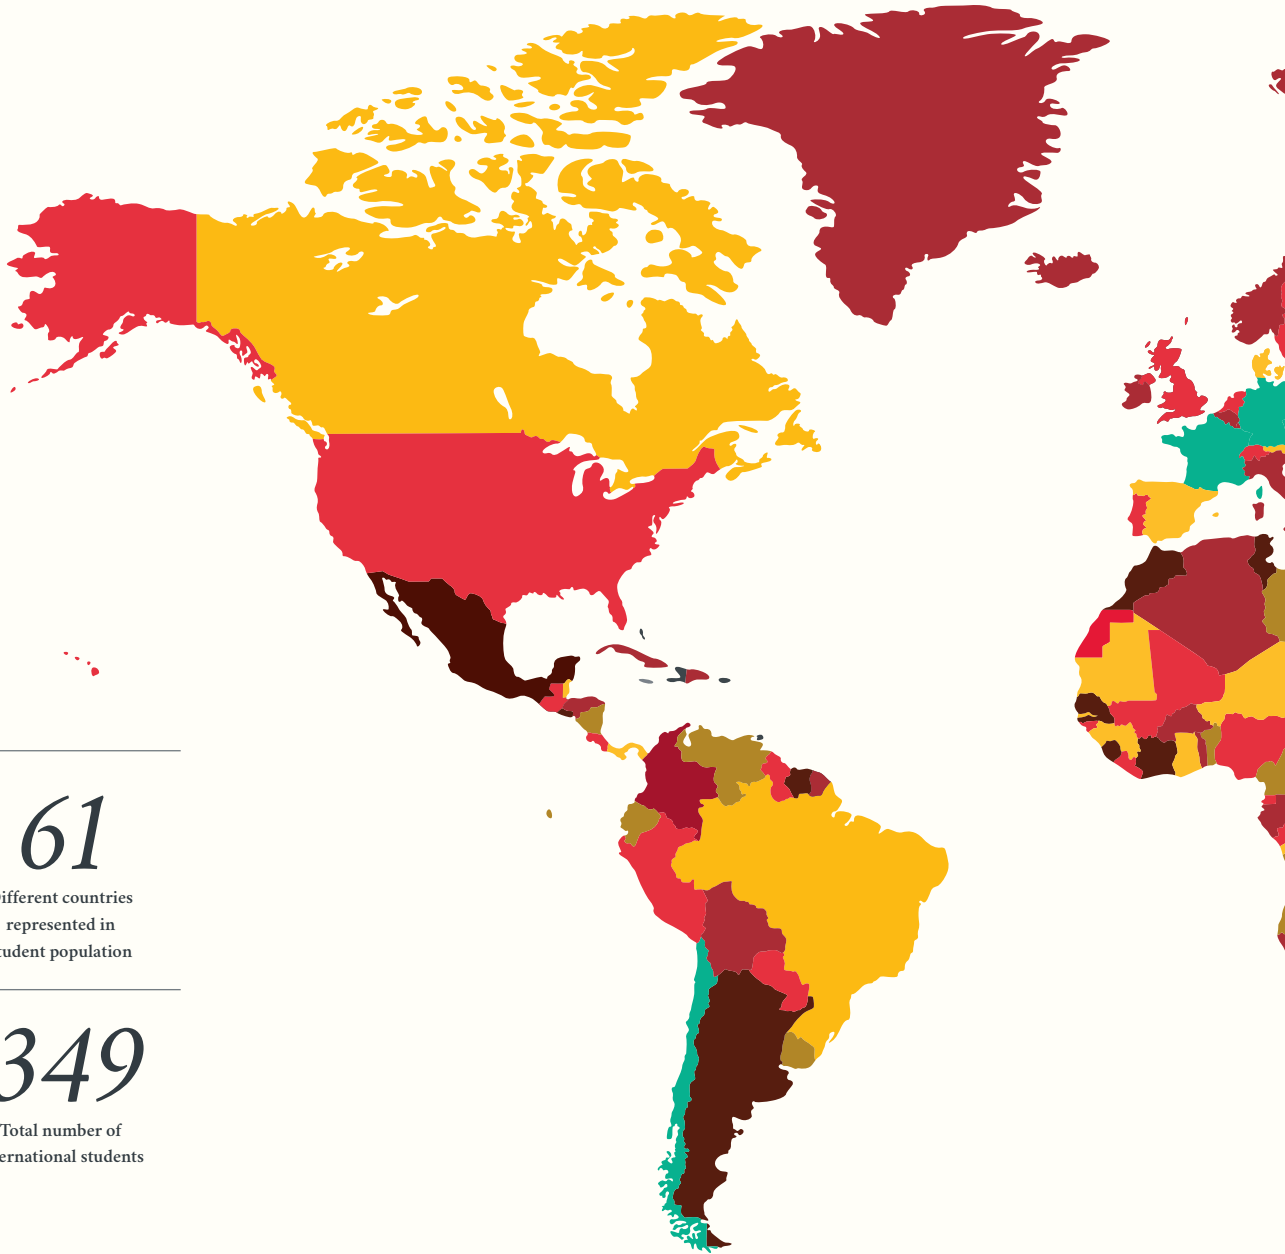 61
ifferent countries
represented in
tudent population
349
Total number of
ernational students